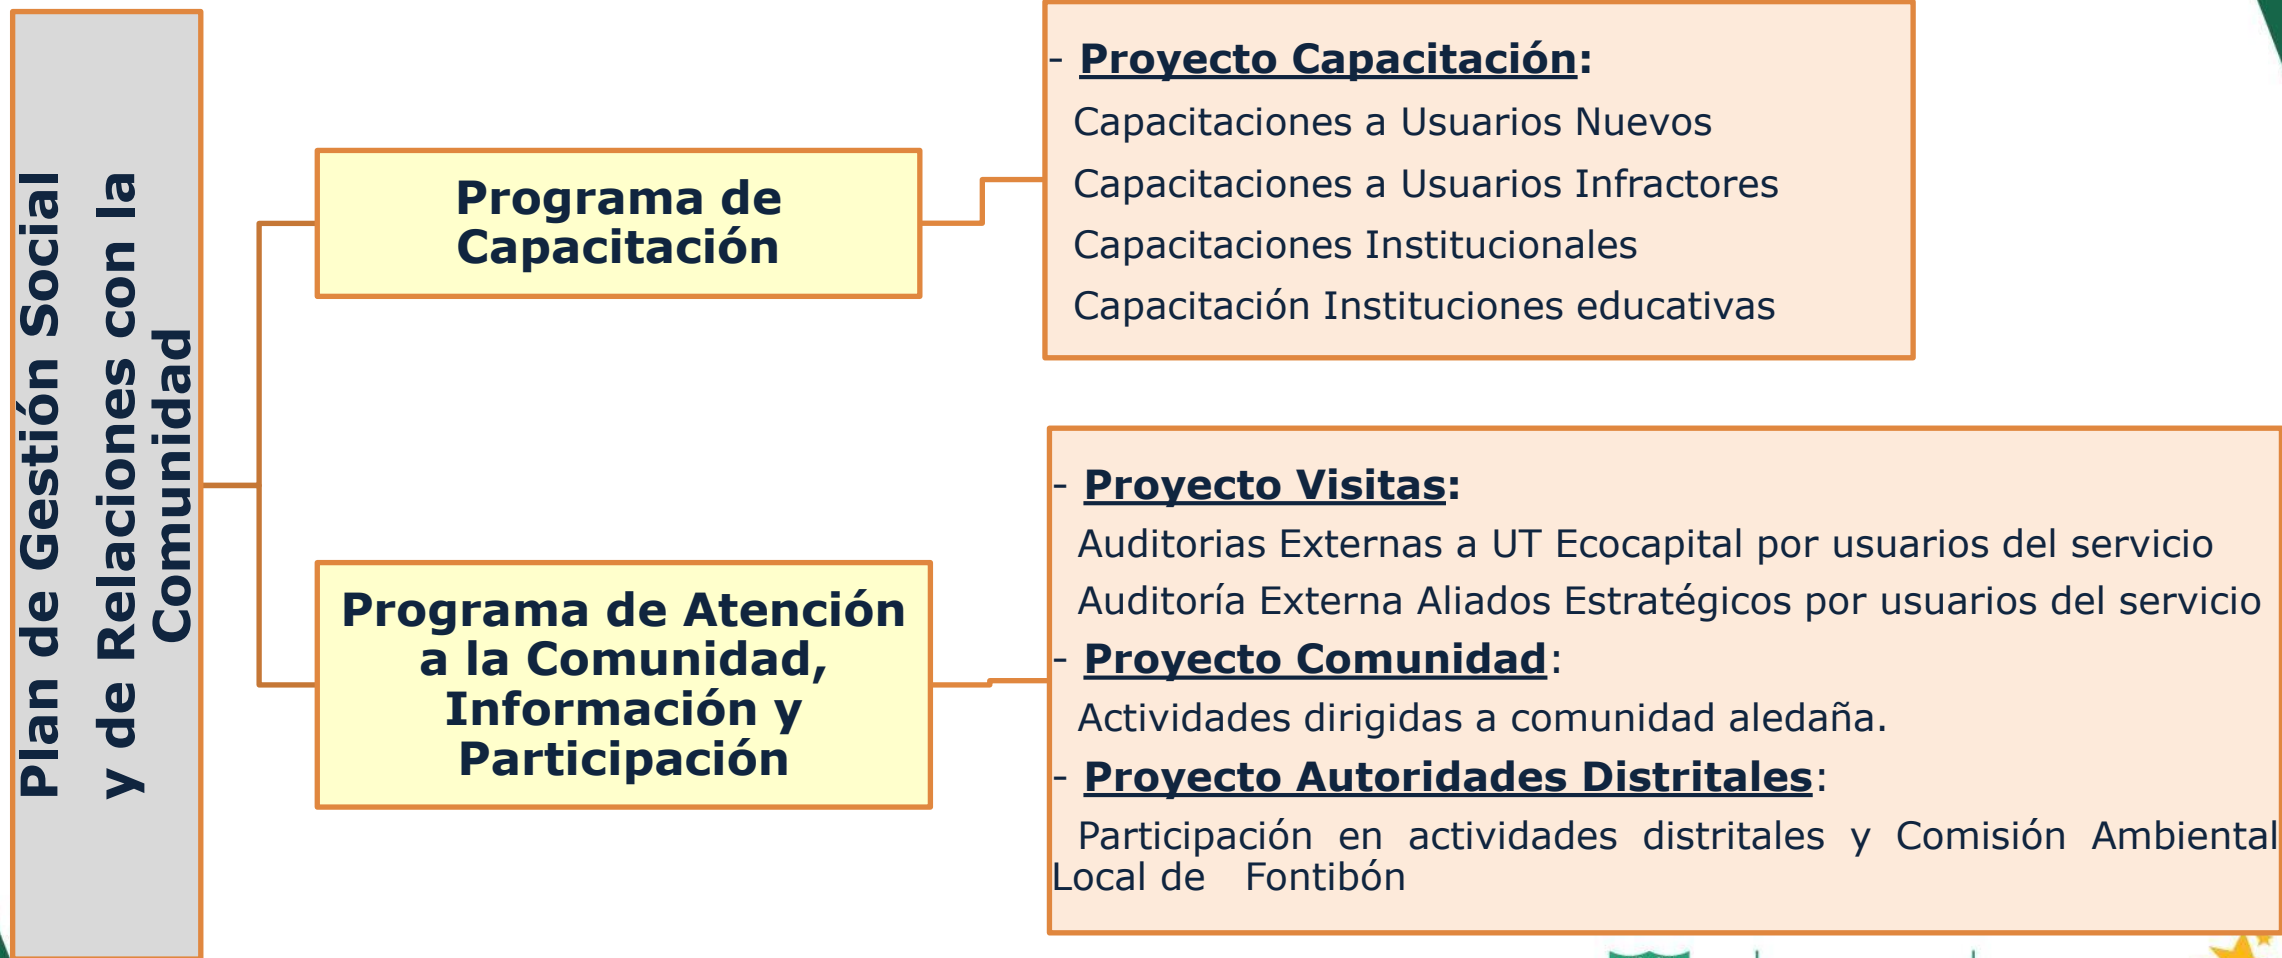 Plan de Gestión Social
y de Relaciones con la
Comunidad
Programa de
Capacitación
- Proyecto Capacitación:
Capacitaciones a Usuarios Nuevos
Capacitaciones a Usuarios Infractores
Capacitaciones Institucionales
Capacitación Instituciones educativas
Programa de Atención
a la Comunidad,
Información y
Participación
- Proyecto Visitas:
Auditorias Externas a UT Ecocapital por usuarios del servicio
Auditoría Externa Aliados Estratégicos por usuarios del servicio
- Proyecto Comunidad:
Actividades dirigidas a comunidad aledaña.
- Proyecto Autoridades Distritales:
Participación en actividades distritales y Comisión Ambiental
Local de Fontibón